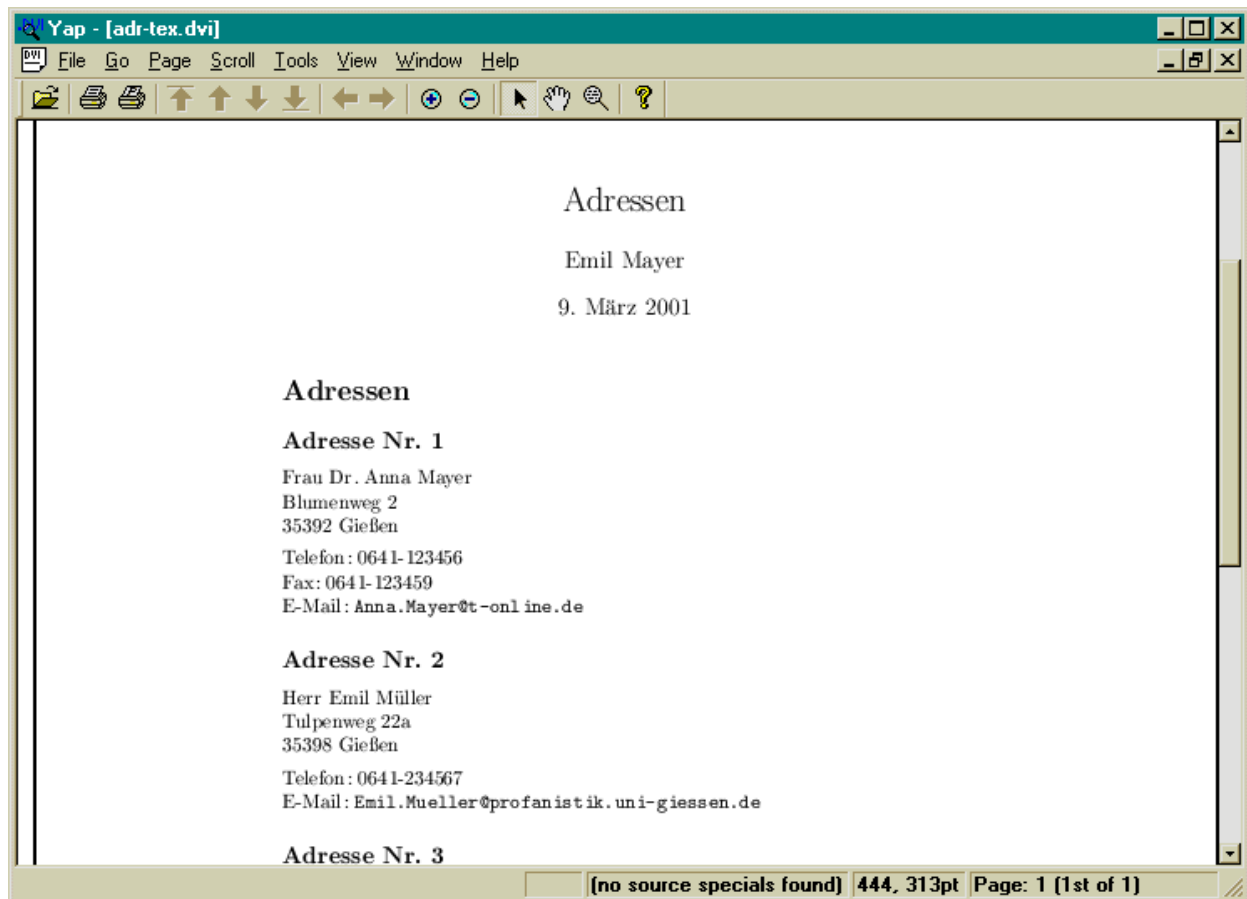 Yap - [adr-tex.dvi]
File Go Page Scroll Tools View Window Help
Adressen
Emil Mayer
9. März 2001
Adressen
Adresse Nr. 1
Frau Dr. Anna Mayer
Blumenweg 2
35392 Gießen
Telefon: 0641-123456
Fax: 0641-123459
E-Mail: Anna.Mayer@t-online.de
Adresse Nr. 2
Herr Emil Müller
Tulpenweg 22a
35398 Gießen
Telefon: 0641-234567
E-Mail: Emil.Mueller@profanistik.uni-giessen.de
Adresse Nr. 3
(no source specials found) 444, 313pt Page: 1 (1st of 1)